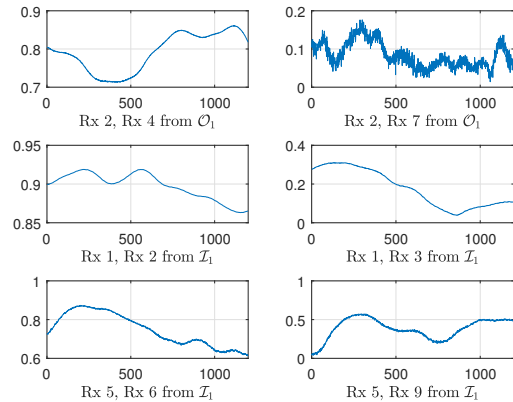 0.9
0.8
0.7
0 500 1000
Rx 2, Rx 4 from 𝒪₁
0.2
0.1
0
0 500 1000
Rx 2, Rx 7 from 𝒪₁
0.95
0.9
0.85
0 500 1000
Rx 1, Rx 2 from ℐ₁
0.4
0.2
0
0 500 1000
Rx 1, Rx 3 from ℐ₁
1
0.8
0.6
0 500 1000
Rx 5, Rx 6 from ℐ₁
1
0.5
0
0 500 1000
Rx 5, Rx 9 from ℐ₁